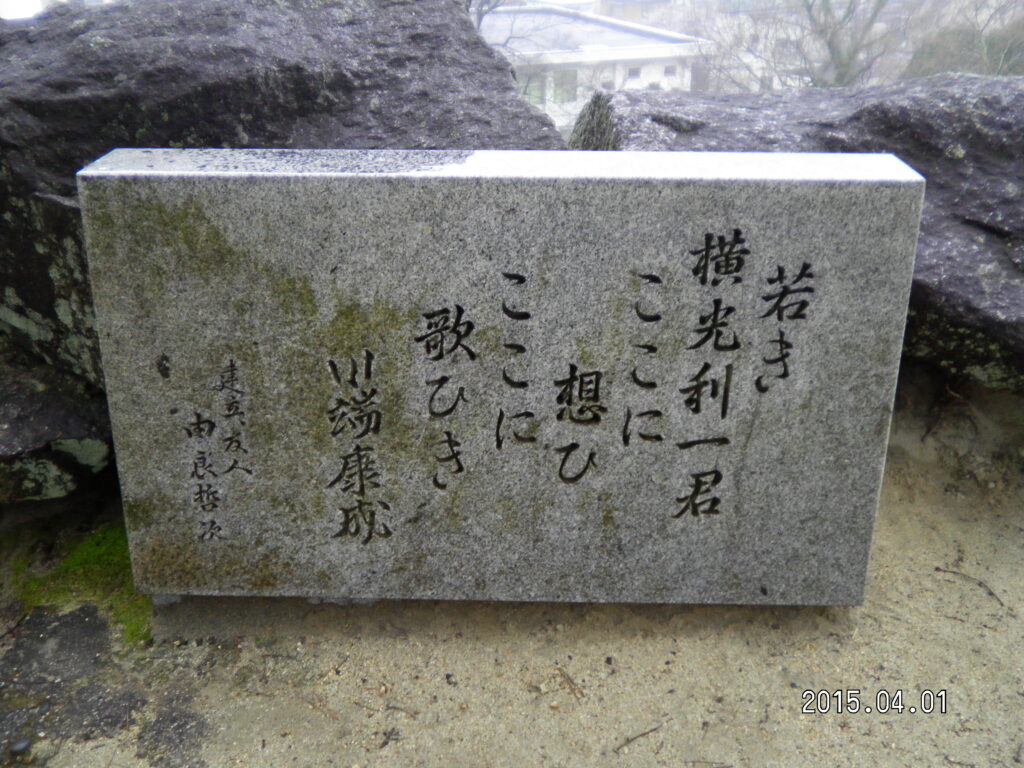 若き
横光利一君
ここに
想ひ
ここに
歌ひき
川端康成
建立友人
由良哲次
2015.04.01